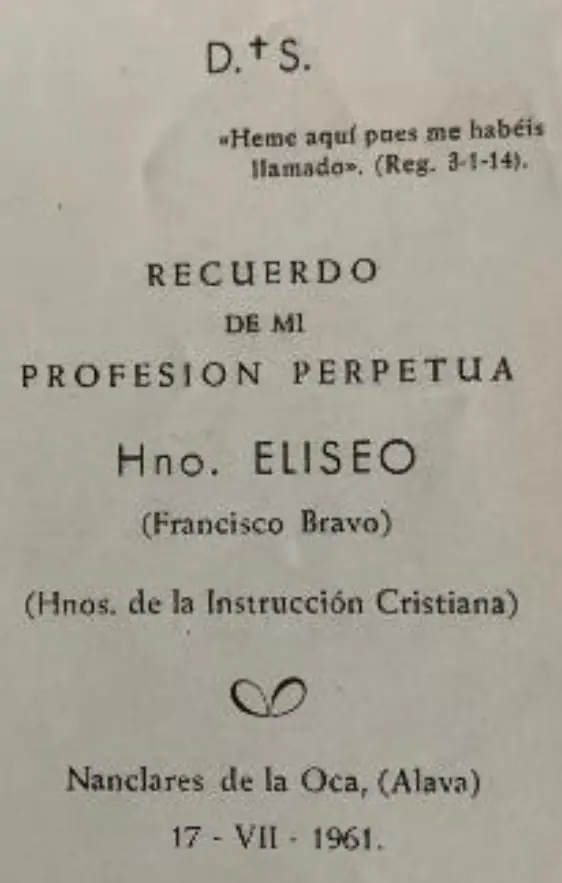 D.†S.
«Heme aquí pues me habéis
llamado». (Reg. 3-1-14).
RECUERDO
DE MI
PROFESION PERPETUA
Hno. ELISEO
(Francisco Bravo)
(Hnos. de la Instrucción Cristiana)
Nanclares de la Oca, (Alava)
17 - VII - 1961.